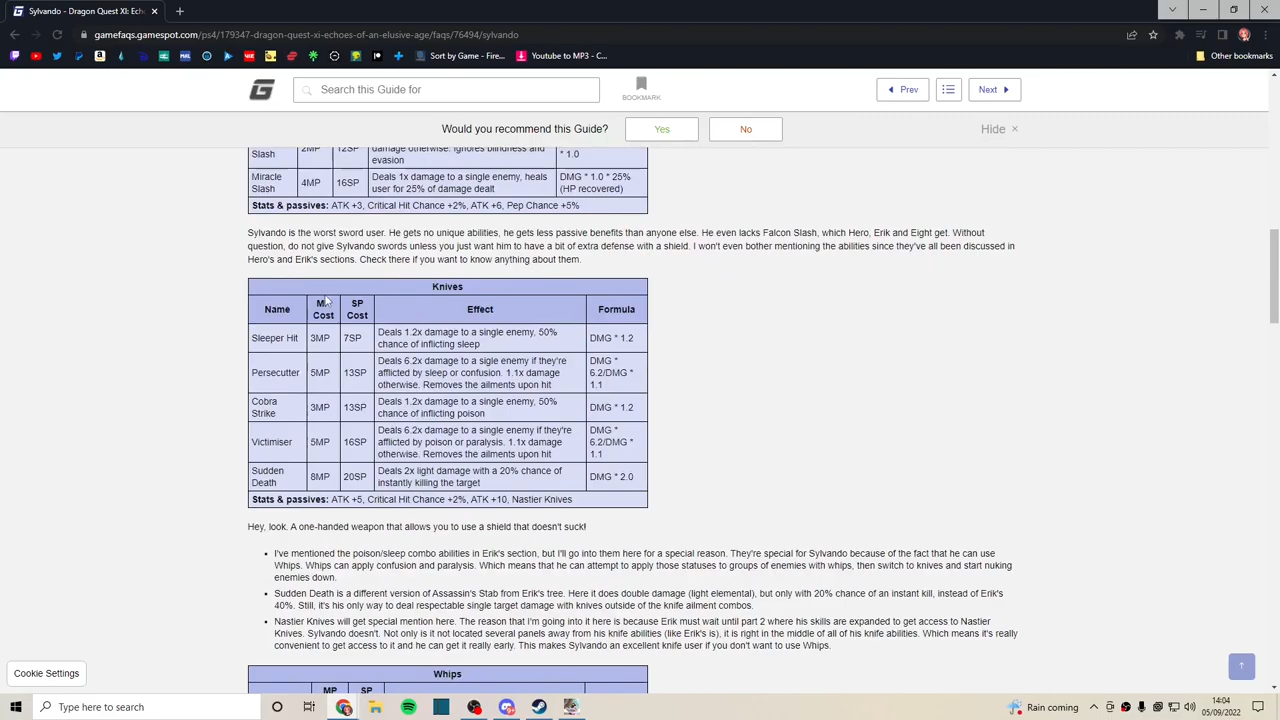 Sylvando - Dragon Quest XI: Echo
gamefaqs.gamespot.com/ps4/179347-dragon-quest-xi-echoes-of-an-elusive-age/faqs/76494/sylvando
Sort by Game - Fire...
Youtube to MP3 - C...
Other bookmarks
Search this Guide for
BOOKMARK
Prev
Next
Would you recommend this Guide?
Yes
No
Hide ×
Slash 2MP 12SP damage otherwise. Ignores blindness and * 1.0
evasion
Miracle 4MP 16SP Deals 1x damage to a single enemy, heals DMG * 1.0 * 25%
Slash user for 25% of damage dealt (HP recovered)
Stats & passives: ATK +3, Critical Hit Chance +2%, ATK +6, Pep Chance +5%
Sylvando is the worst sword user. He gets no unique abilities, he gets less passive benefits than anyone else. He even lacks Falcon Slash, which Hero, Erik and Eight get. Without
question, do not give Sylvando swords unless you just want him to have a bit of extra defense with a shield. I won't even bother mentioning the abilities since they've all been discussed in
Hero's and Erik's sections. Check there if you want to know anything about them.
Knives
Name MP Cost SP Cost Effect Formula
Sleeper Hit 3MP 7SP Deals 1.2x damage to a single enemy, 50% DMG * 1.2
chance of inflicting sleep
Persecutter 5MP 13SP Deals 6.2x damage to a sigle enemy if they're DMG *
afflicted by sleep or confusion. 1.1x damage 6.2/DMG *
otherwise. Removes the ailments upon hit 1.1
Cobra 3MP 13SP Deals 1.2x damage to a single enemy, 50% DMG * 1.2
Strike chance of inflicting poison
Victimiser 5MP 16SP Deals 6.2x damage to a single enemy if they're DMG *
afflicted by poison or paralysis. 1.1x damage 6.2/DMG *
otherwise. Removes the ailments upon hit 1.1
Sudden 8MP 20SP Deals 2x light damage with a 20% chance of DMG * 2.0
Death instantly killing the target
Stats & passives: ATK +5, Critical Hit Chance +2%, ATK +10, Nastier Knives
Hey, look. A one-handed weapon that allows you to use a shield that doesn't suck!
• I've mentioned the poison/sleep combo abilities in Erik's section, but I'll go into them here for a special reason. They're special for Sylvando because of the fact that he can use
Whips. Whips can apply confusion and paralysis. Which means that he can attempt to apply those statuses to groups of enemies with whips, then switch to knives and start nuking
enemies down.
• Sudden Death is a different version of Assassin's Stab from Erik's tree. Here it does double damage (light elemental), but only with 20% chance of an instant kill, instead of Erik's
40%. Still, it's his only way to deal respectable single target damage with knives outside of the knife ailment combos.
• Nastier Knives will get special mention here. The reason that I'm going into it here is because Erik must wait until part 2 where his skills are expanded to get access to Nastier
Knives. Sylvando doesn't. Not only is it not located several panels away from his knife abilities (like Erik's is), it is right in the middle of all of his knife abilities. Which means it's really
convenient to get access to it and he can get it really early. This makes Sylvando an excellent knife user if you don't want to use Whips.
Whips
MP SP
Cookie Settings
Type here to search
Rain coming
14:04
05/09/2022